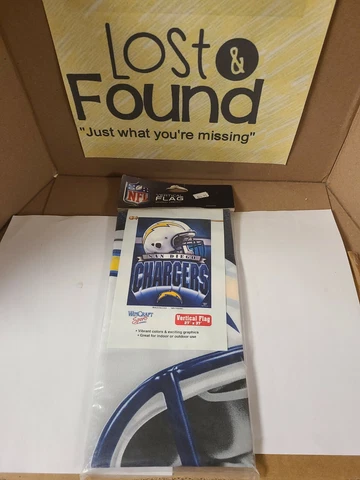 Lost &
Found
"Just what you're missing"
NFL
FLAG
SAN DIEGO
CHARGERS
WinCraft
Sports
Vertical Flag
• Vibrant colors & exciting graphics
• Great for indoor or outdoor use